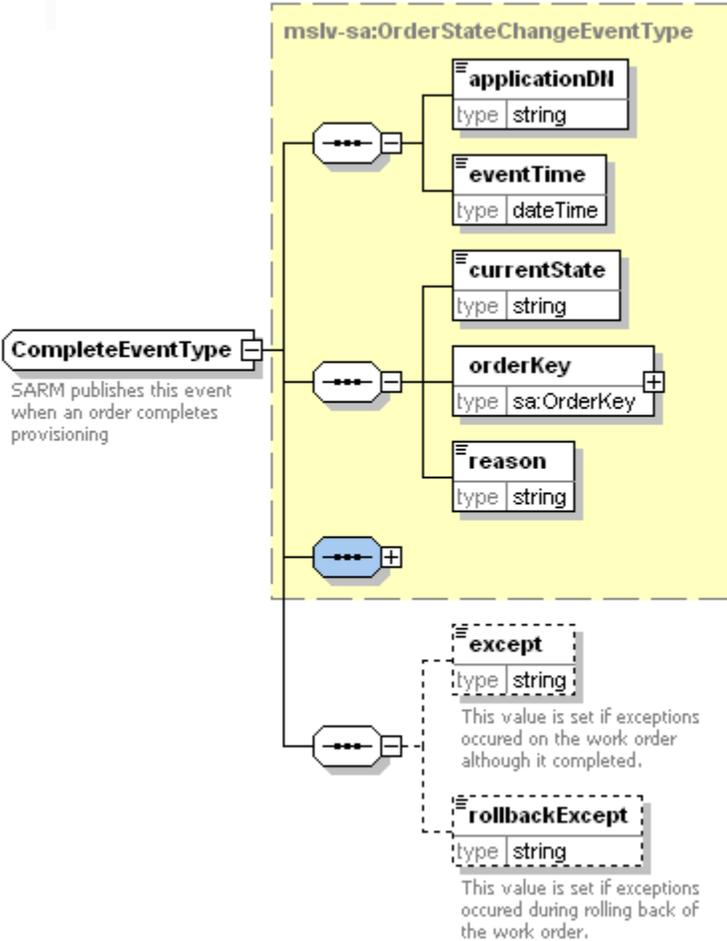 mslv-sa:OrderStateChangeEventType
applicationDN
type string
eventTime
type dateTime
currentState
type string
CompleteEventType
SARM publishes this event
when an order completes
provisioning
orderKey
type sa:OrderKey
reason
type string
except
type string
This value is set if exceptions
occured on the work order
although it completed.
rollbackExcept
type string
This value is set if exceptions
occured during rolling back of
the work order.